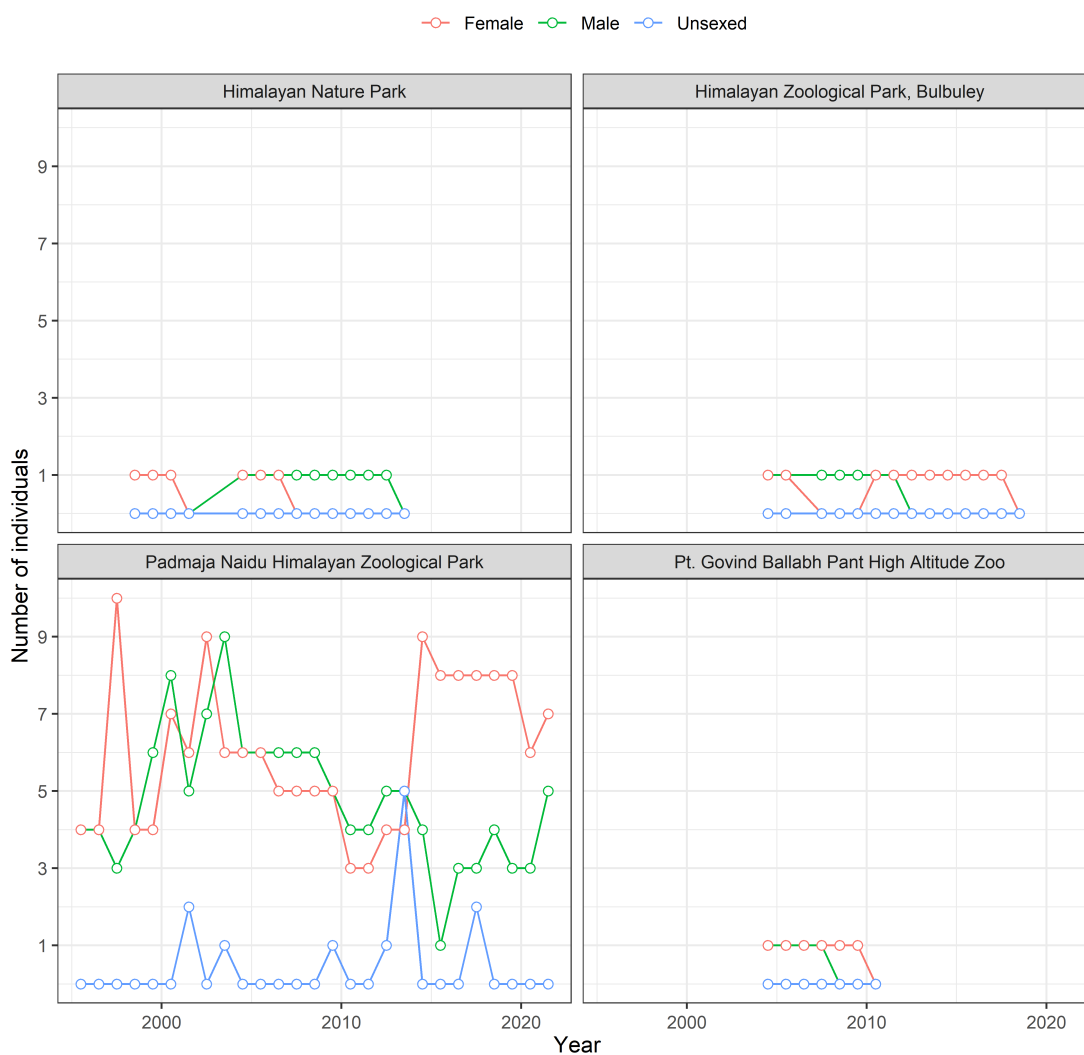 Female Male Unsexed
Himalayan Nature Park
Himalayan Zoological Park, Bulbuley
9
7
5
3
1
Number of individuals
Padmaja Naidu Himalayan Zoological Park
Pt. Govind Ballabh Pant High Altitude Zoo
9
7
5
3
1
2000 2010 2020
2000 2010 2020
Year